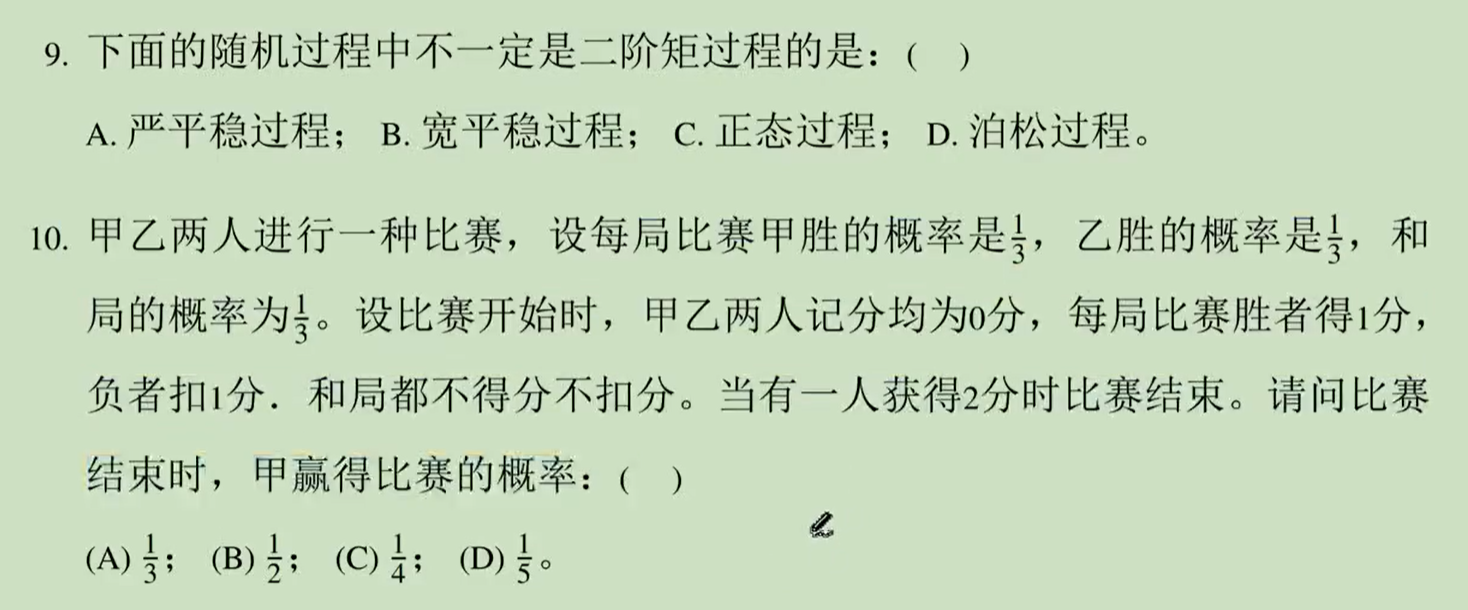 9. 下面的随机过程中不一定是二阶矩过程的是：( )
A. 严平稳过程； B. 宽平稳过程； C. 正态过程； D. 泊松过程。
10. 甲乙两人进行一种比赛，设每局比赛甲胜的概率是1/3，乙胜的概率是1/3，和
局的概率为1/3。设比赛开始时，甲乙两人记分均为0分，每局比赛胜者得1分，
负者扣1分．和局都不得分不扣分。当有一人获得2分时比赛结束。请问比赛
结束时，甲赢得比赛的概率：( )
(A) 1/3； (B) 1/2； (C) 1/4； (D) 1/5。